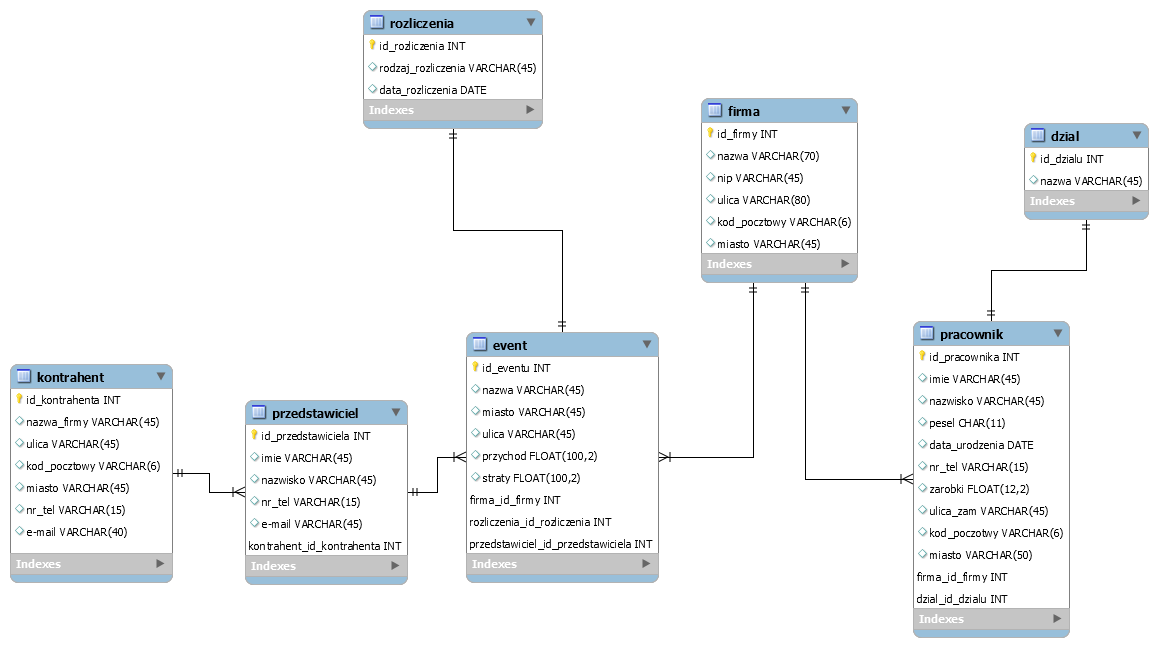 rozliczenia
id_rozliczenia INT
rodzaj_rozliczenia VARCHAR(45)
data_rozliczenia DATE
Indexes
firma
id_firmy INT
nazwa VARCHAR(70)
nip VARCHAR(45)
ulica VARCHAR(80)
kod_pocztowy VARCHAR(6)
miasto VARCHAR(45)
Indexes
dzial
id_dzialu INT
nazwa VARCHAR(45)
Indexes
kontrahent
id_kontrahenta INT
nazwa_firmy VARCHAR(45)
ulica VARCHAR(45)
kod_pocztowy VARCHAR(6)
miasto VARCHAR(45)
nr_tel VARCHAR(15)
e-mail VARCHAR(40)
Indexes
przedstawiciel
id_przedstawiciela INT
imie VARCHAR(45)
nazwisko VARCHAR(45)
nr_tel VARCHAR(15)
e-mail VARCHAR(45)
kontrahent_id_kontrahenta INT
Indexes
event
id_eventu INT
nazwa VARCHAR(45)
miasto VARCHAR(45)
ulica VARCHAR(45)
przychod FLOAT(100,2)
straty FLOAT(100,2)
firma_id_firmy INT
rozliczenia_id_rozliczenia INT
przedstawiciel_id_przedstawiciela INT
Indexes
pracownik
id_pracownika INT
imie VARCHAR(45)
nazwisko VARCHAR(45)
pesel CHAR(11)
data_urodzenia DATE
nr_tel VARCHAR(15)
zarobki FLOAT(12,2)
ulica_zam VARCHAR(45)
kod_poczotwy VARCHAR(6)
miasto VARCHAR(50)
firma_id_firmy INT
dzial_id_dzialu INT
Indexes